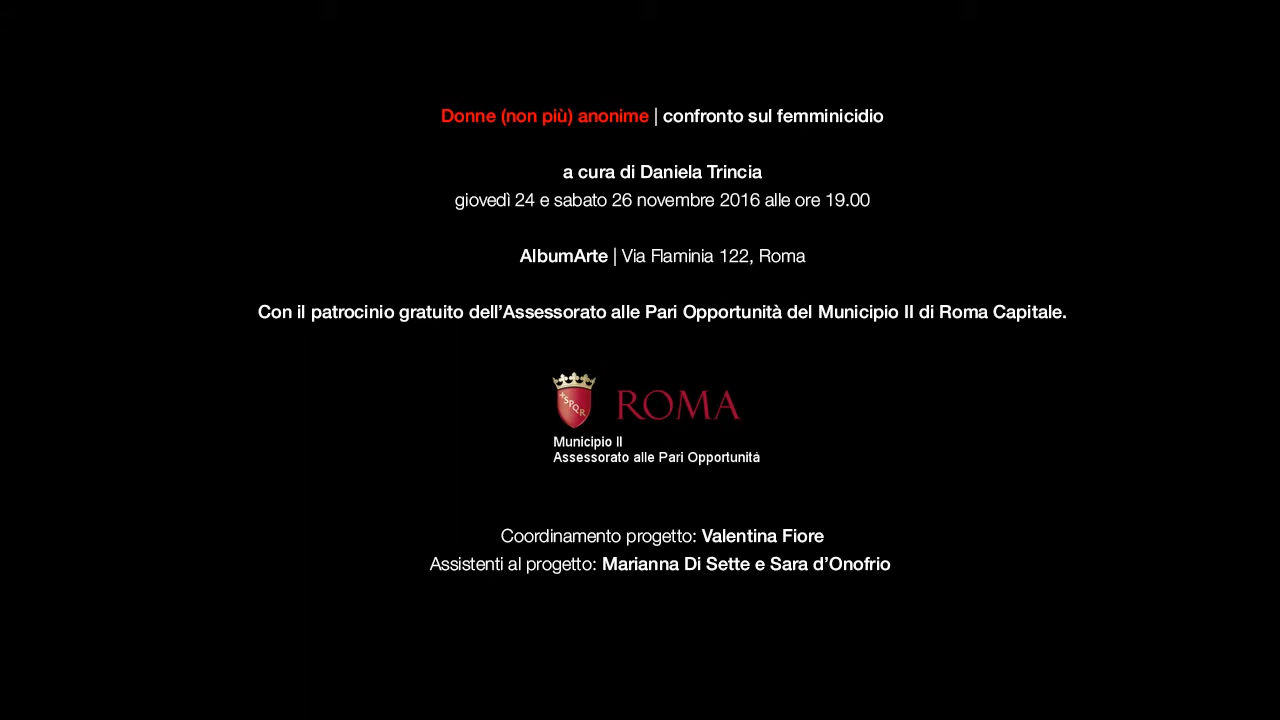 Donne (non più) anonime | confronto sul femminicidio
a cura di Daniela Trincia
giovedì 24 e sabato 26 novembre 2016 alle ore 19.00
AlbumArte | Via Flaminia 122, Roma
Con il patrocinio gratuito dell’Assessorato alle Pari Opportunità del Municipio II di Roma Capitale.
SPQR ROMA
Municipio II
Assessorato alle Pari Opportunità
Coordinamento progetto: Valentina Fiore
Assistenti al progetto: Marianna Di Sette e Sara d’Onofrio